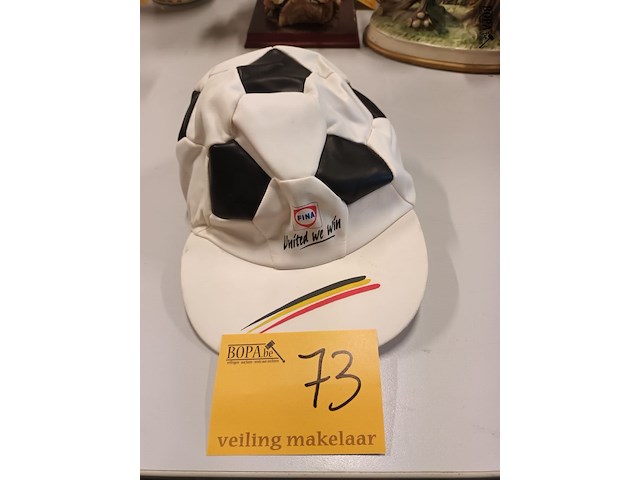 FINA
United we win
BOPA.be
73
veiling makelaar